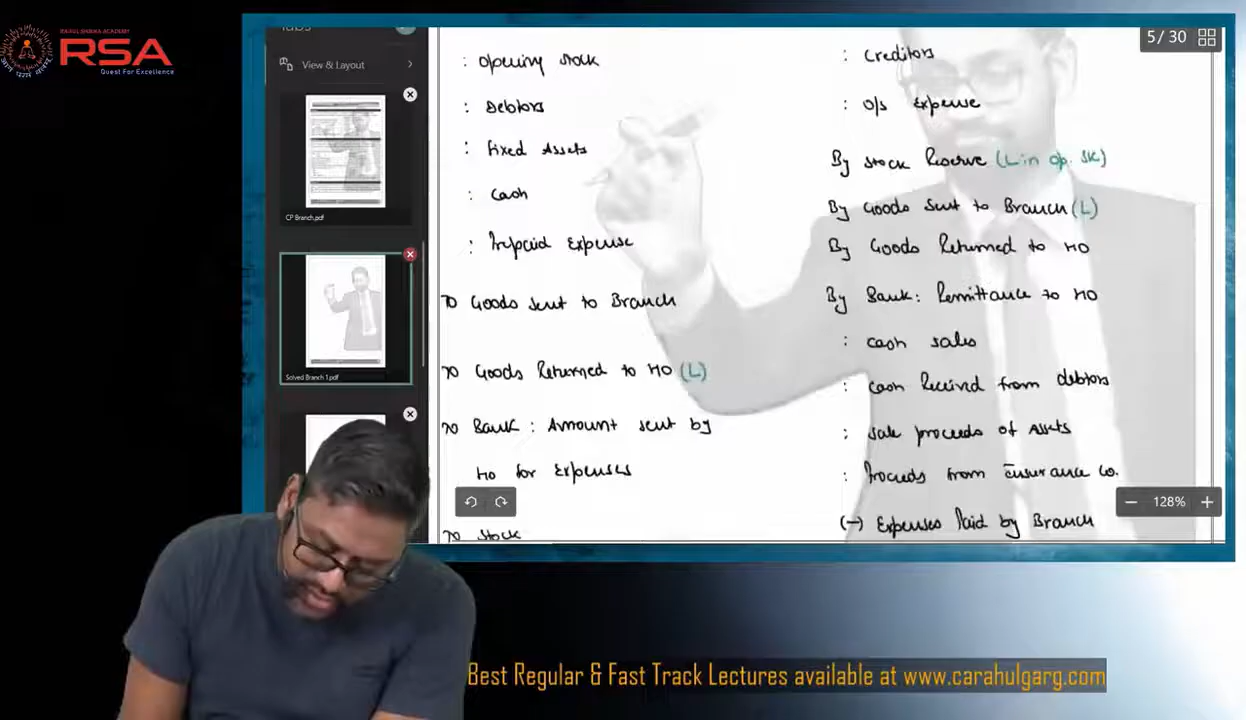 RAHUL SHARMA ACADEMY
RSA
Quest For Excellence
Tabs
View & Layout
CP Branch.pdf
Solved Branch 1.pdf
5 / 30
: opening stock
: Debtors
: Fixed Assets
: Cash
: Prepaid Expense
To Goods sent to Branch
To Goods Returned to HO (L)
To Bank : Amount sent by
HO for Expenses
To Stock
: Creditors
: O/s Expense
By Stock Reserve (L in op. SK)
By Goods sent to Branch (L)
By Goods Returned to HO
By Bank : Remittance to HO
: cash sales
: cash Received from debtors
: sale proceeds of Assets
: Proceeds from Insurance Co.
(-) Expenses Paid by Branch
128%
Best Regular & Fast Track Lectures available at www.carahulgarg.com